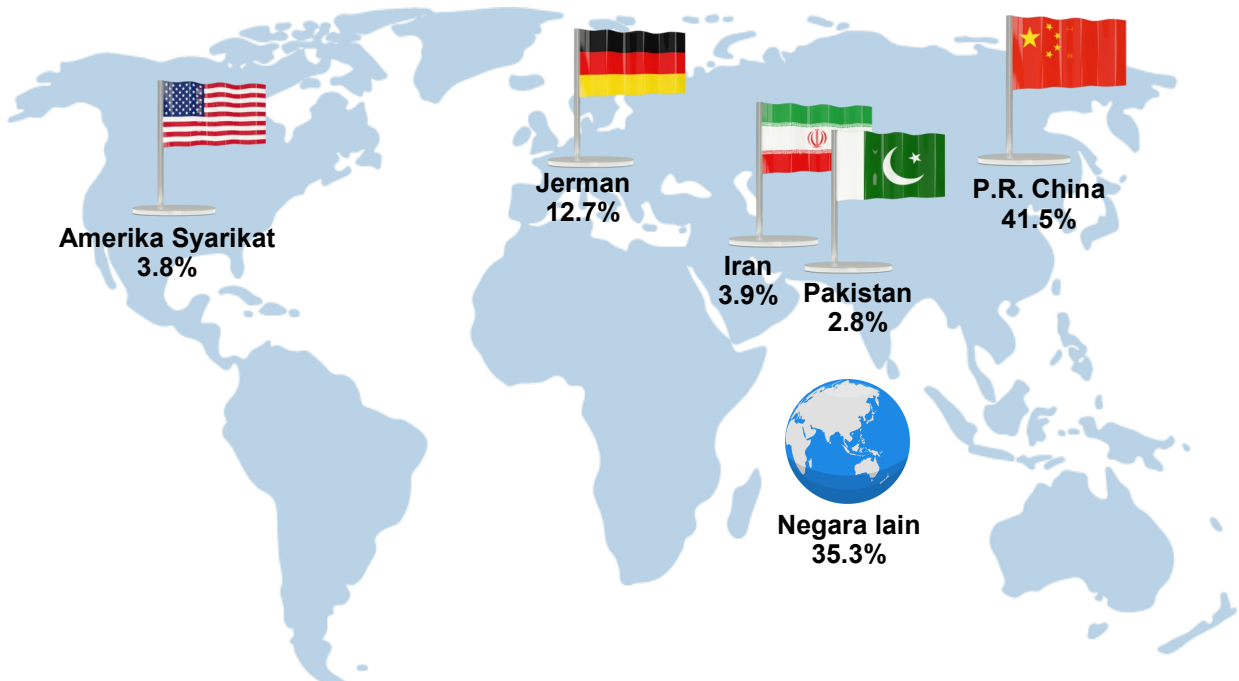 Amerika Syarikat
3.8%
Jerman
12.7%
Iran
3.9%
Pakistan
2.8%
P.R. China
41.5%
Negara lain
35.3%